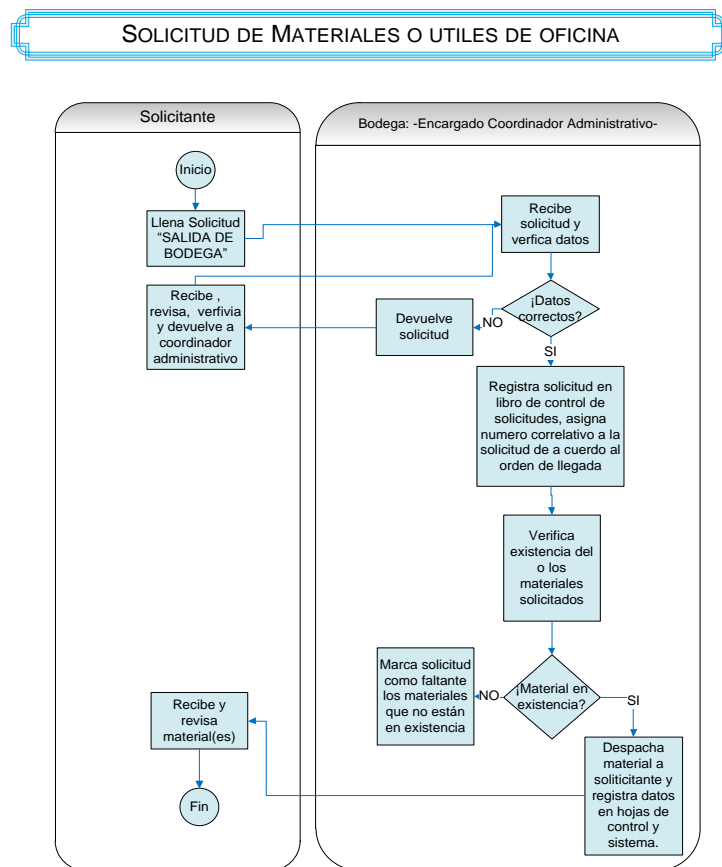 SOLICITUD DE MATERIALES O UTILES DE OFICINA
Solicitante
Bodega: -Encargado Coordinador Administrativo-
Inicio
Llena Solicitud
“SALIDA DE
BODEGA”
Recibe
solicitud y
verfica datos
Recibe ,
revisa, verfivia
y devuelve a
coordinador
administrativo
Devuelve
solicitud
NO
¡Datos
correctos?
SI
Registra solicitud en
libro de control de
solicitudes, asigna
numero correlativo a la
solicitud de a cuerdo al
orden de llegada
Verifica
existencia del
o los
materiales
solicitados
Marca solicitud
como faltante
los materiales
que no están
en existencia
NO
¡Material en
existencia?
SI
Recibe y
revisa
material(es)
Despacha
material a
soliticitante y
registra datos
en hojas de
control y
sistema.
Fin